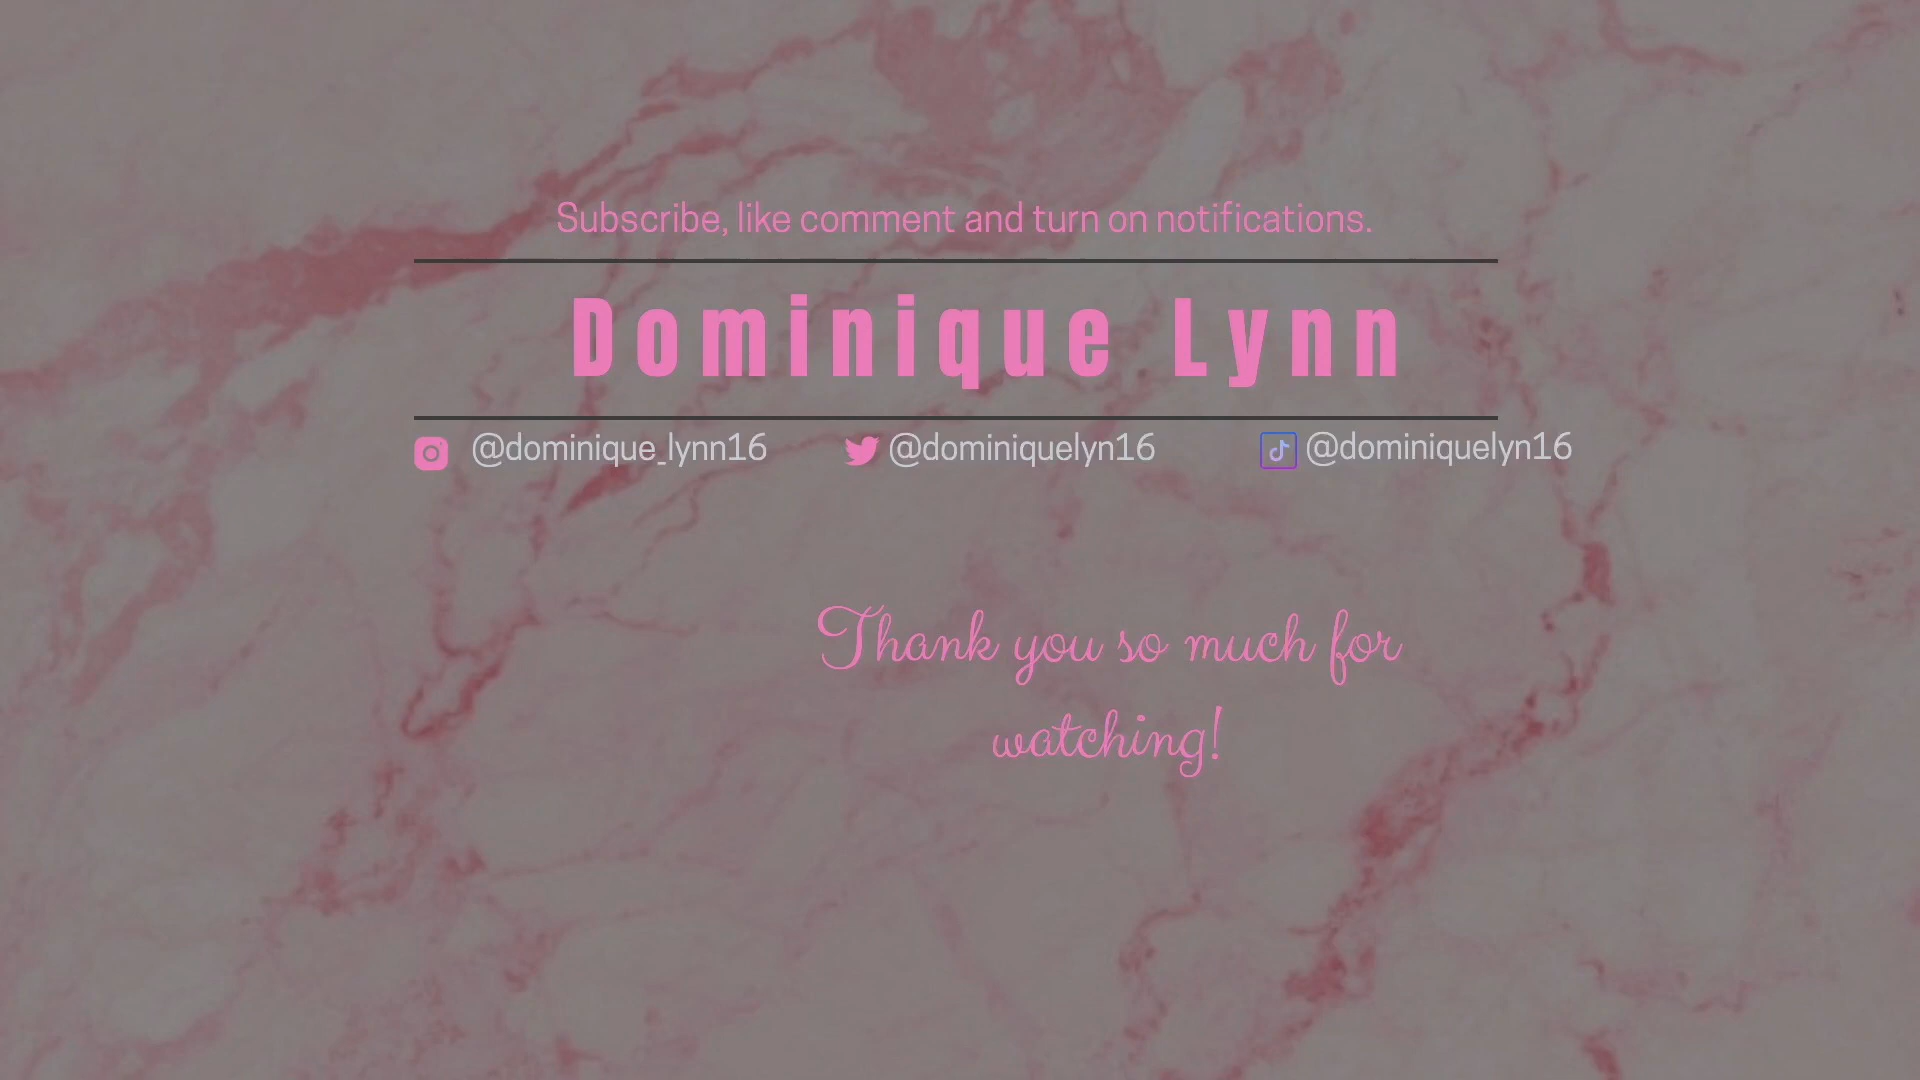 Subscribe, like comment and turn on notifications.
Dominique Lynn
@dominique_lynn16 @dominiquelyn16 @dominiquelyn16
Thank you so much for
watching!